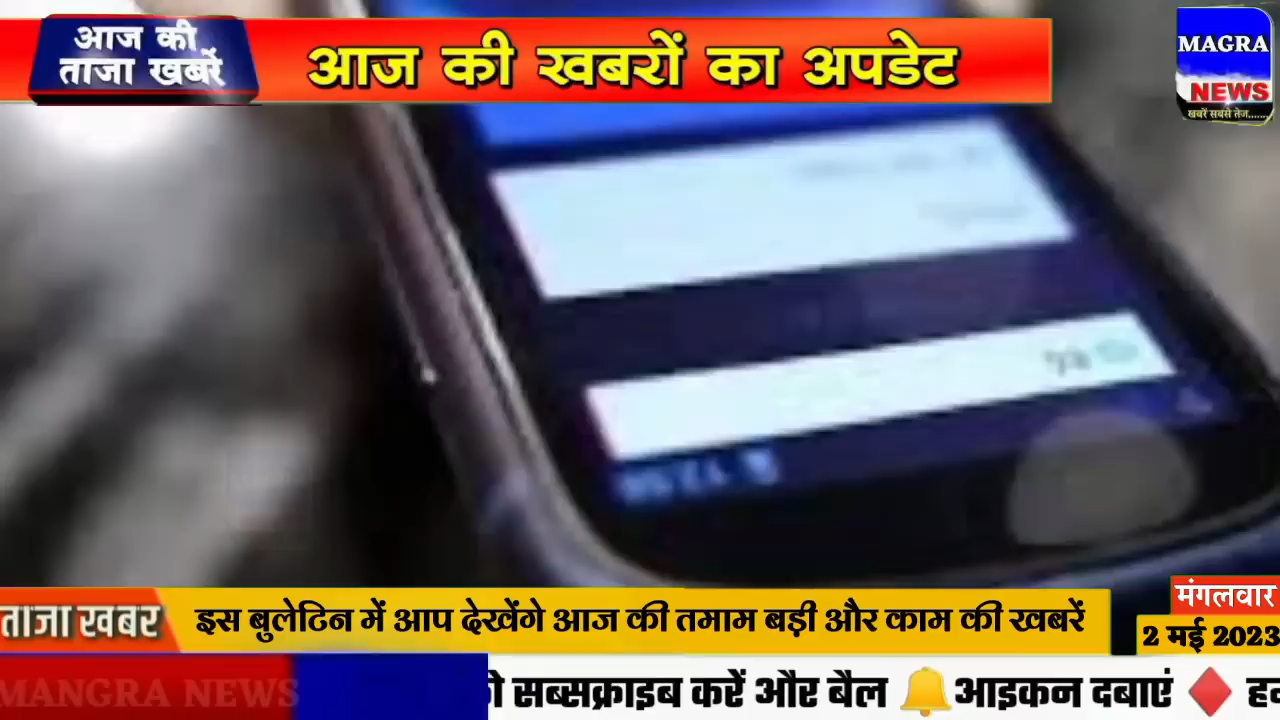 आज की
ताजा खबरें
आज की खबरों का अपडेट
MAGRA
NEWS
खबरें सबसे तेज.......
ताजा खबर
इस बुलेटिन में आप देखेंगे आज की तमाम बड़ी और काम की खबरें
मंगलवार
2 मई 2023
MANGRA NEWS
सब्सक्राइब करें और बैल 🔔 आइकन दबाएं ♦